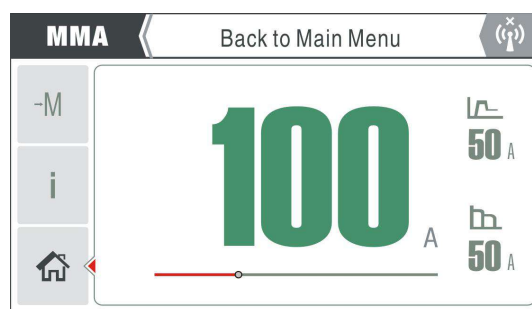 MMA
Back to Main Menu
→M
i
100 A
50 A
50 A